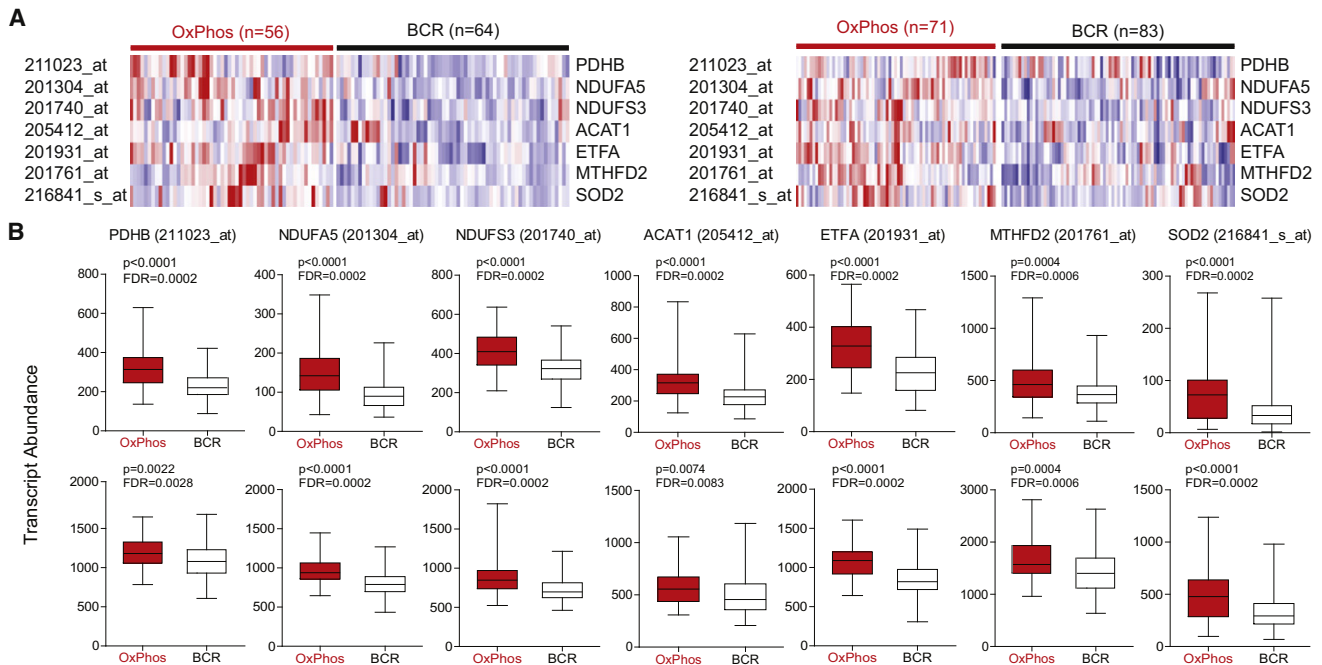 A
OxPhos (n=56) BCR (n=64) OxPhos (n=71) BCR (n=83)
211023_at PDHB 211023_at PDHB
201304_at NDUFA5 201304_at NDUFA5
201740_at NDUFS3 201740_at NDUFS3
205412_at ACAT1 205412_at ACAT1
201931_at ETFA 201931_at ETFA
201761_at MTHFD2 201761_at MTHFD2
216841_s_at SOD2 216841_s_at SOD2
B
PDHB (211023_at) NDUFA5 (201304_at) NDUFS3 (201740_at) ACAT1 (205412_at) ETFA (201931_at) MTHFD2 (201761_at) SOD2 (216841_s_at)
Transcript Abundance
p<0.0001
FDR=0.0002
800
600
400
200
0
OxPhos BCR
p<0.0001
FDR=0.0002
400
300
200
100
0
OxPhos BCR
p<0.0001
FDR=0.0002
800
600
400
200
0
OxPhos BCR
p<0.0001
FDR=0.0002
1000
800
600
400
200
0
OxPhos BCR
p<0.0001
FDR=0.0002
600
400
200
0
OxPhos BCR
p=0.0004
FDR=0.0006
1500
1000
500
0
OxPhos BCR
p<0.0001
FDR=0.0002
300
200
100
0
OxPhos BCR
p=0.0022
FDR=0.0028
2000
1500
1000
500
0
OxPhos BCR
p<0.0001
FDR=0.0002
2000
1500
1000
500
0
OxPhos BCR
p<0.0001
FDR=0.0002
2000
1500
1000
500
0
OxPhos BCR
p=0.0074
FDR=0.0083
1500
1000
500
0
OxPhos BCR
p<0.0001
FDR=0.0002
2000
1500
1000
500
0
OxPhos BCR
p=0.0004
FDR=0.0006
3000
2000
1000
0
OxPhos BCR
p<0.0001
FDR=0.0002
1500
1000
500
0
OxPhos BCR